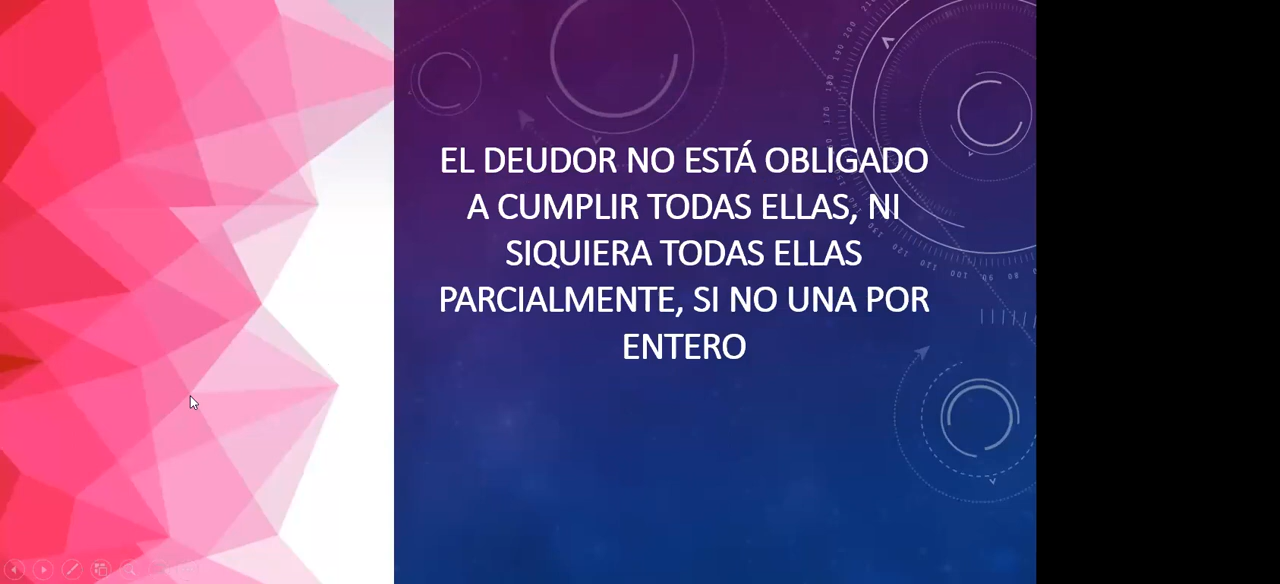 EL DEUDOR NO ESTÁ OBLIGADO
A CUMPLIR TODAS ELLAS, NI
SIQUIERA TODAS ELLAS
PARCIALMENTE, SI NO UNA POR
ENTERO